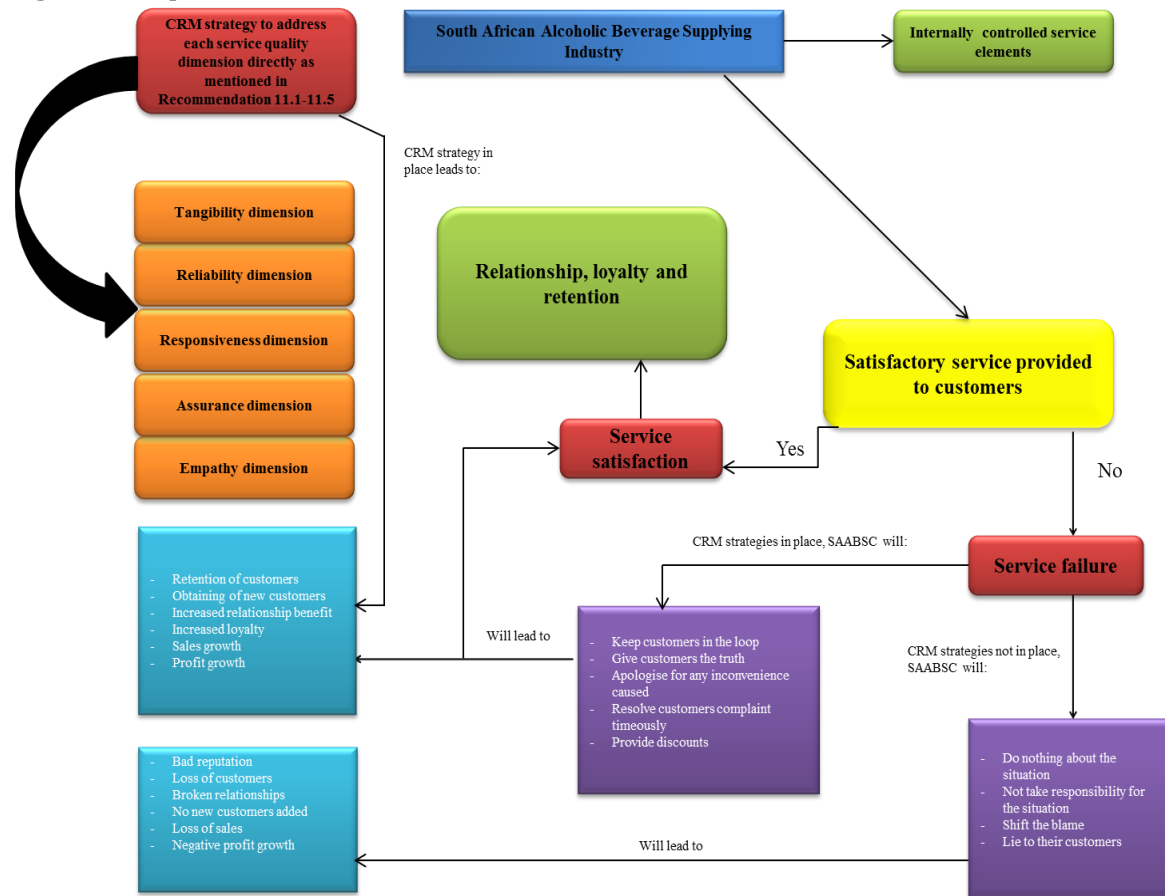 CRM strategy to address
each service quality
dimension directly as
mentioned in
Recommendation 11.1-11.5
South African Alcoholic Beverage Supplying
Industry
Internally controlled service
elements
CRM strategy in
place leads to:
Tangibility dimension
Reliability dimension
Responsiveness dimension
Assurance dimension
Empathy dimension
Relationship, loyalty and
retention
Satisfactory service provided
to customers
Service
satisfaction
Yes
No
CRM strategies in place, SAABSC will:
Service failure
- Retention of customers
- Obtaining of new customers
- Increased relationship benefit
- Increased loyalty
- Sales growth
- Profit growth
Will lead to
- Keep customers in the loop
- Give customers the truth
- Apologise for any inconvenience
caused
- Resolve customers complaint
timeously
- Provide discounts
CRM strategies not in place,
SAABSC will:
- Bad reputation
- Loss of customers
- Broken relationships
- No new customers added
- Loss of sales
- Negative profit growth
Will lead to
- Do nothing about the
situation
- Not take responsibility for
the situation
- Shift the blame
- Lie to their customers